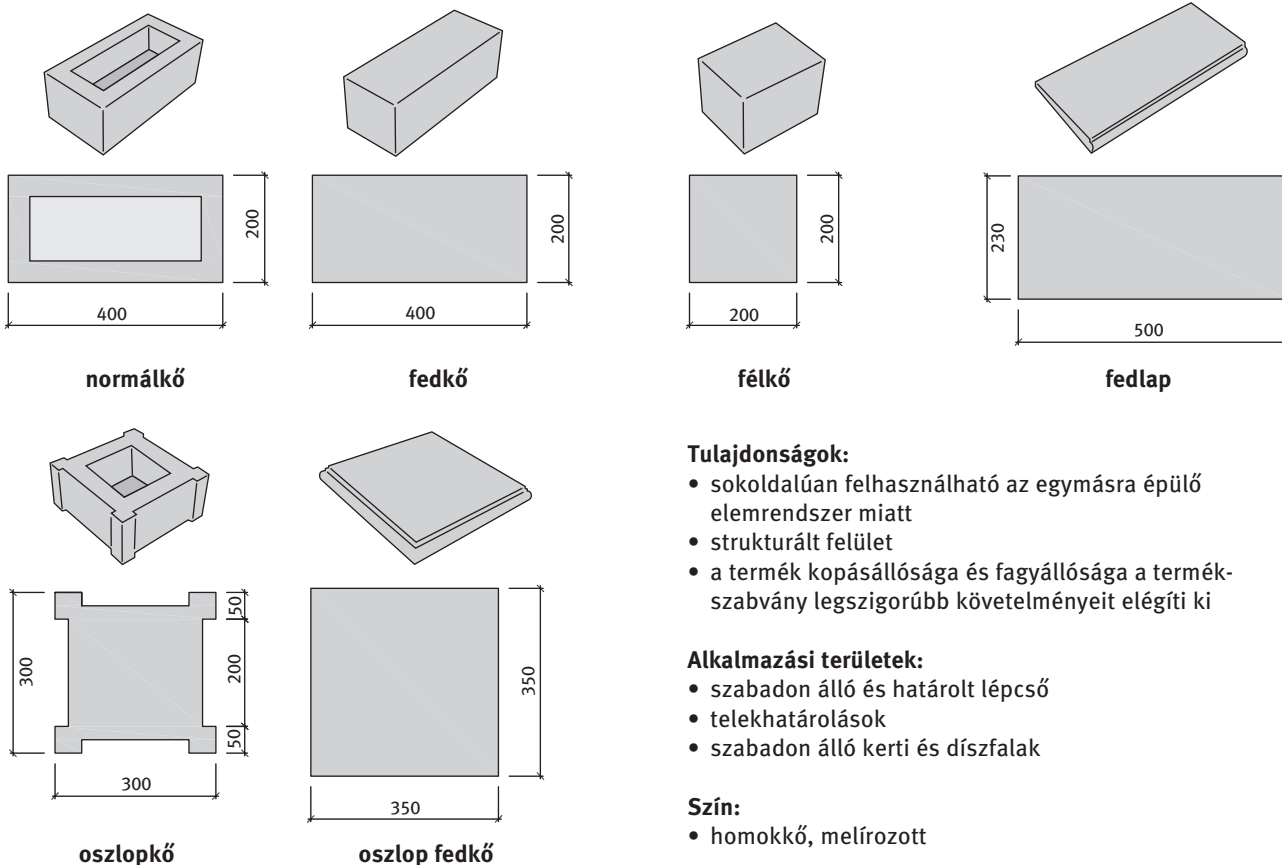 200
400
normálkő
200
400
fedkő
200
200
félkő
230
500
fedlap
300
50
200
50
300
oszlopkő
350
350
oszlop fedkő
Tulajdonságok:
• sokoldalúan felhasználható az egymásra épülő
elemrendszer miatt
• strukturált felület
• a termék kopásállósága és fagyállósága a termék-
szabvány legszigorúbb követelményeit elégíti ki
Alkalmazási területek:
• szabadon álló és határolt lépcső
• telekhatárolások
• szabadon álló kerti és díszfalak
Szín:
• homokkő, melírozott